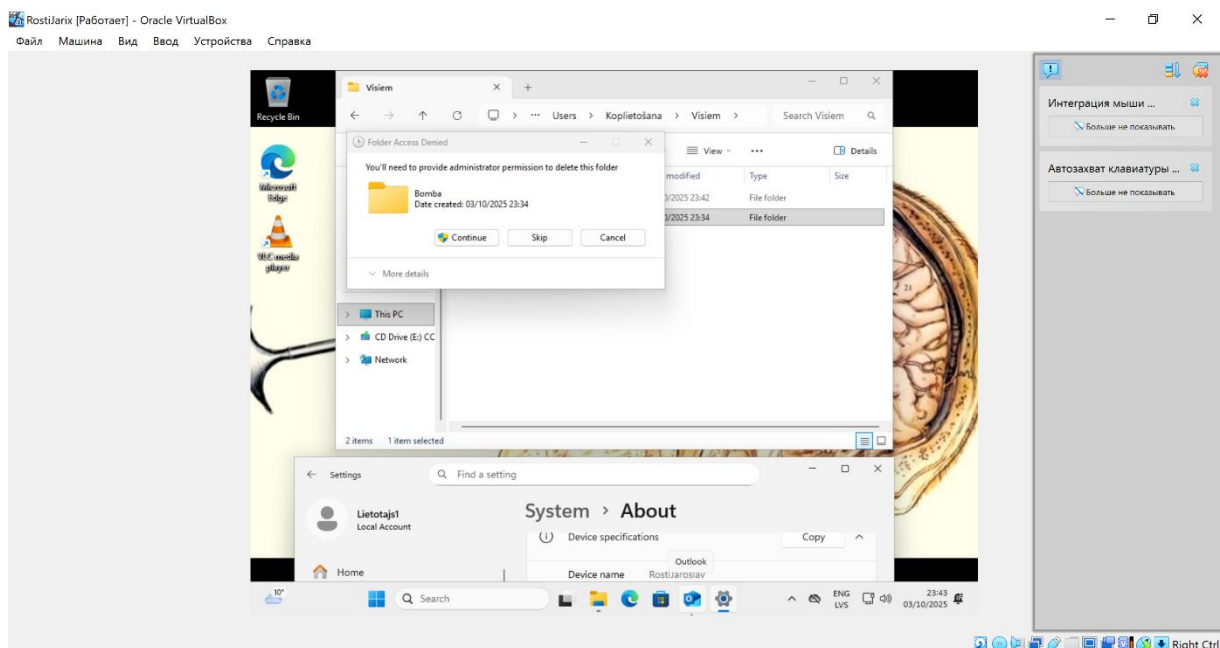 RostiJarix [Работает] - Oracle VirtualBox
Файл Машина Вид Ввод Устройства Справка
Recycle Bin
Microsoft
Edge
VLC media
player
Visiem
Users > Koplietošana > Visiem >
Search Visiem
View
Details
modified
Type
Size
0/2025 23:42
File folder
0/2025 23:34
File folder
Folder Access Denied
You'll need to provide administrator permission to delete this folder
Bomba
Date created: 03/10/2025 23:34
Continue
Skip
Cancel
More details
This PC
CD Drive (E:) CC
Network
2 items
1 item selected
21
Settings
Find a setting
Lietotajs1
Local Account
Home
System > About
Device specifications
Copy
Outlook
Device name RostiJaroslav
10°
Search
ENG
LVS
23:43
03/10/2025
Интеграция мыши ...
Больше не показывать
Автозахват клавиатуры ...
Больше не показывать
Right Ctrl